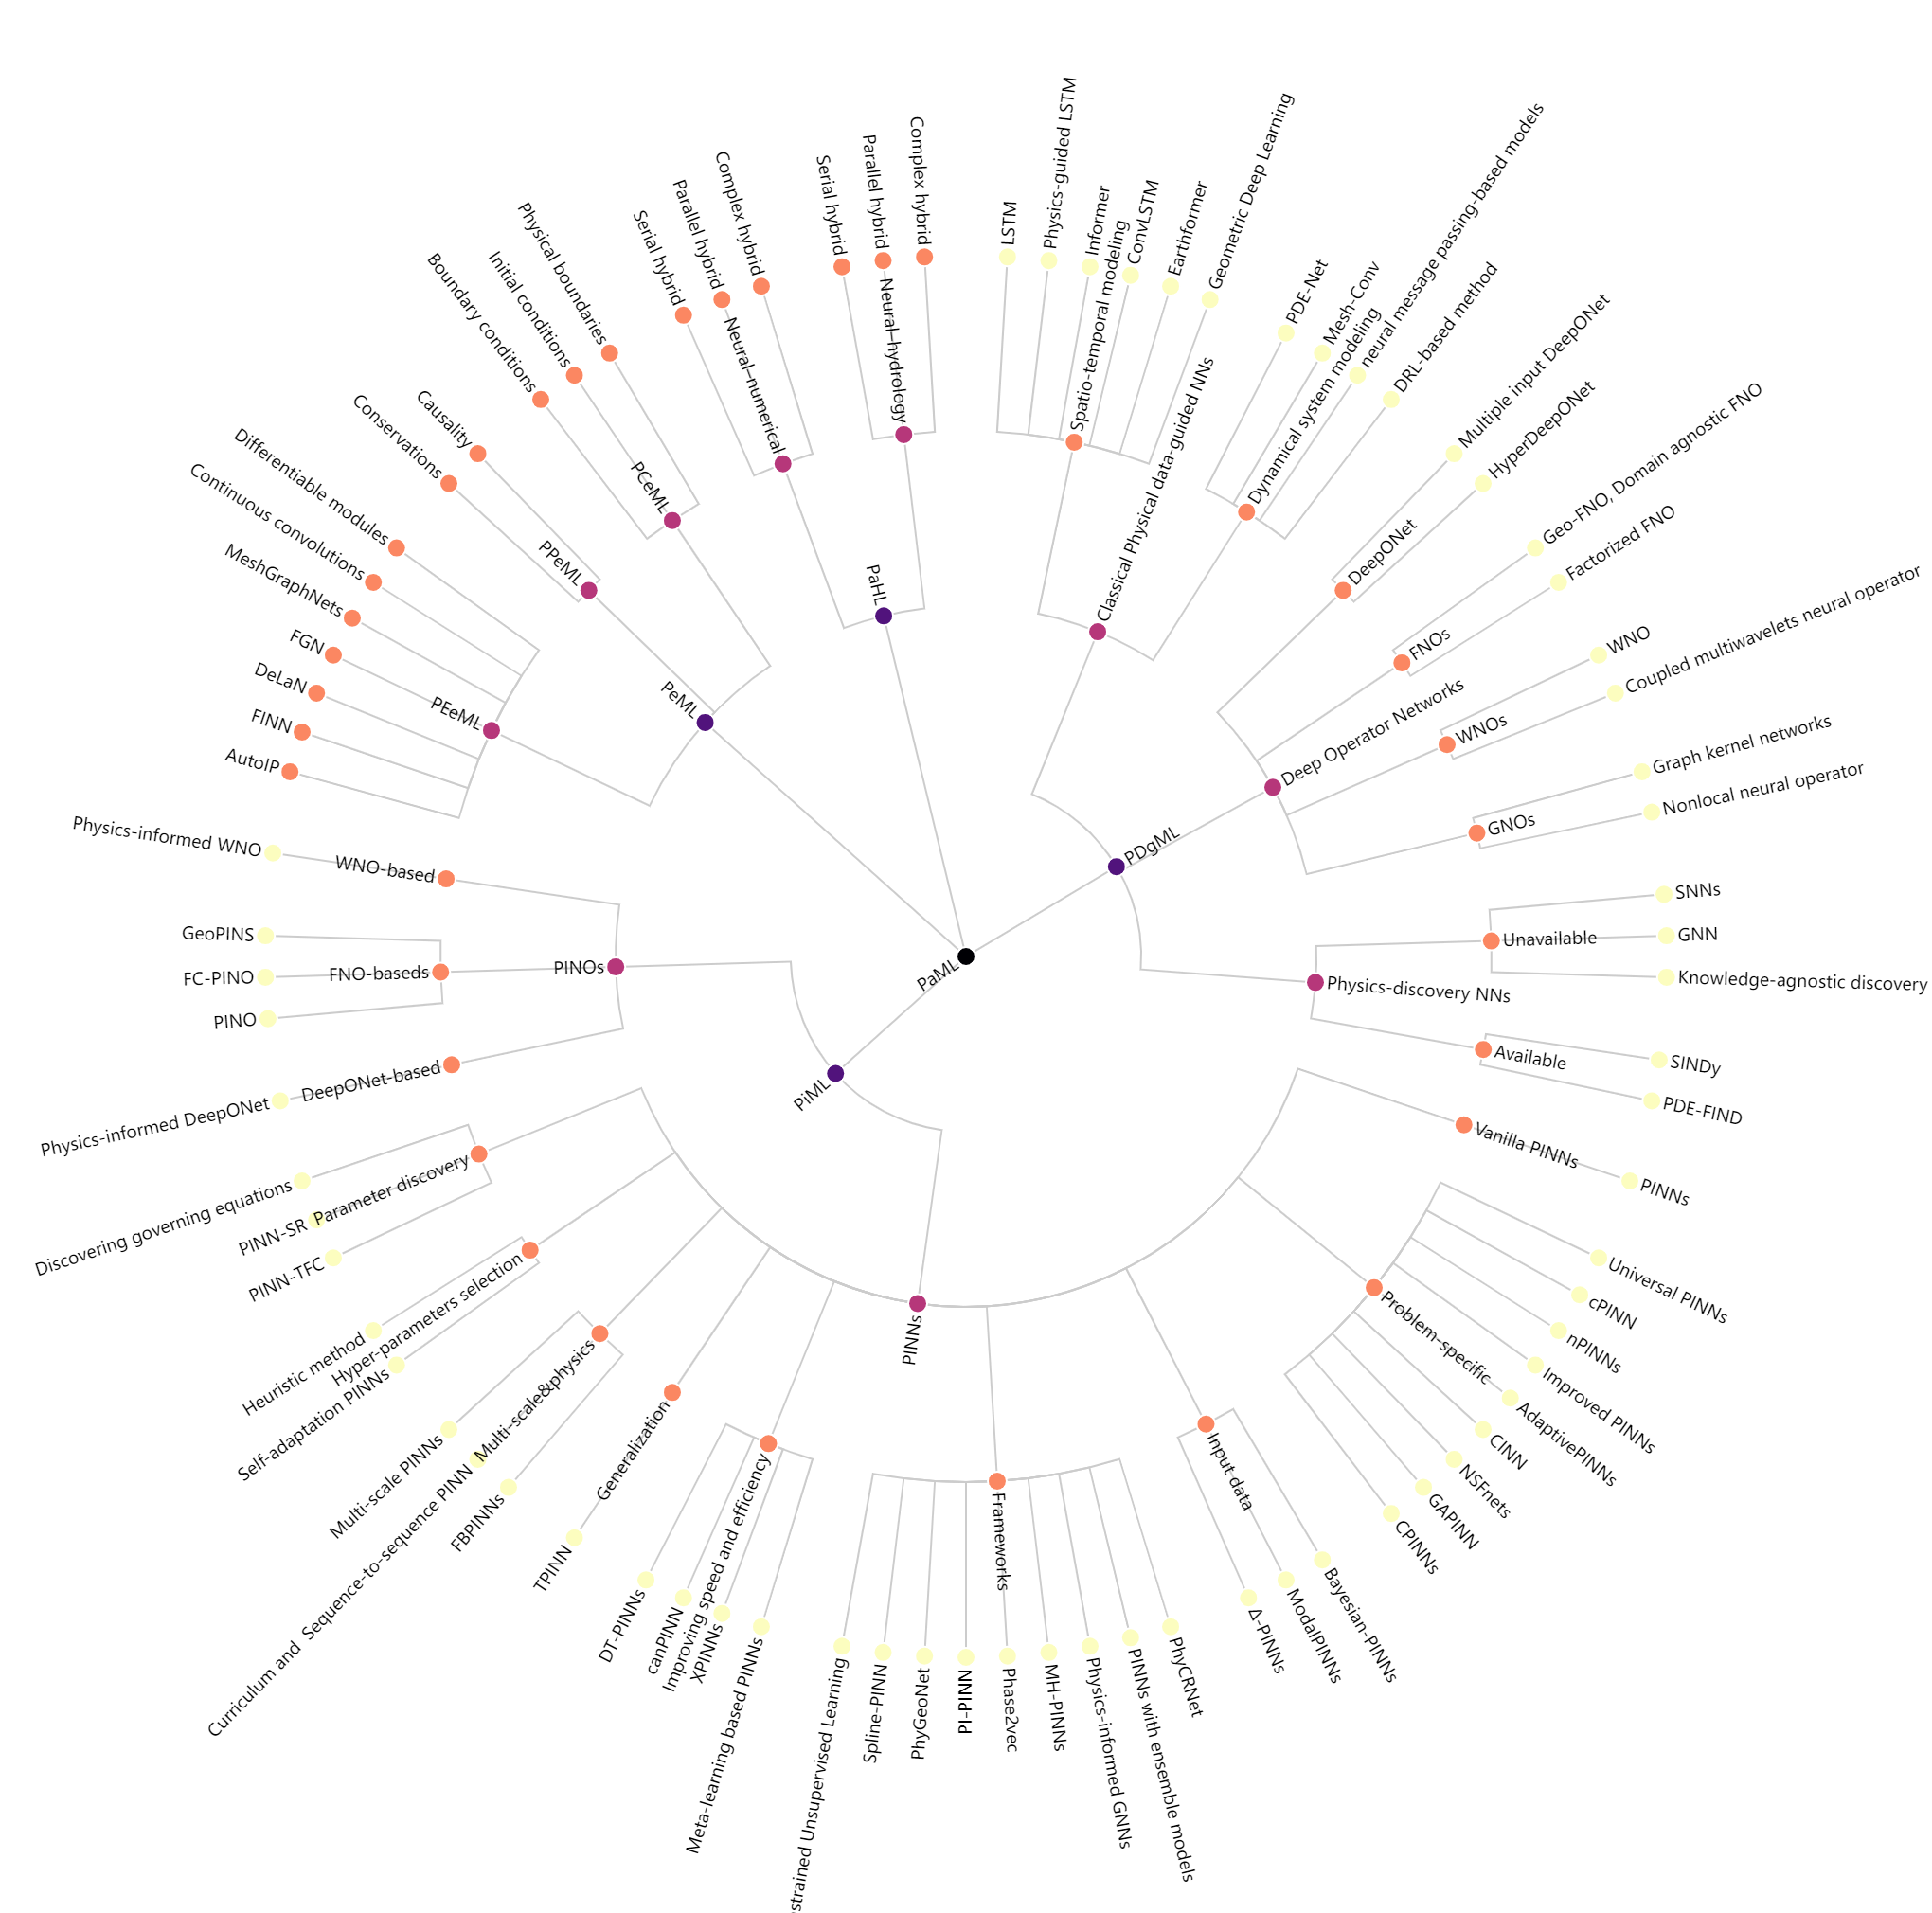 PaML
PDgML
Classical Physical data-guided NNs
Spatio-temporal modeling
LSTM
Physics-guided LSTM
Informer
ConvLSTM
Earthformer
Geometric Deep Learning
Dynamical system modeling
PDE-Net
Mesh-Conv
neural message passing-based models
DRL-based method
Deep Operator Networks
DeepONet
Multiple input DeepONet
HyperDeepONet
FNOs
Geo-FNO, Domain agnostic FNO
Factorized FNO
WNOs
WNO
Coupled multiwavelets neural operator
GNOs
Graph kernel networks
Nonlocal neural operator
Physics-discovery NNs
Unavailable
SNNs
GNN
Knowledge-agnostic discovery
Available
SINDy
PDE-FIND
PiML
PINNs
Vanilla PINNs
PINNs
Problem-specific
Universal PINNs
cPINN
nPINNs
Improved PINNs
AdaptivePINNs
CINN
NSFnets
GAPINN
CPINNs
Input data
Bayesian-PINNs
ModalPINNs
Δ-PINNs
Frameworks
PhyCRNet
PINNs with ensemble models
Physics-informed GNNs
MH-PINNs
Phase2vec
PI-PINN
PhyGeoNet
Spline-PINN
strained Unsupervised Learning
Improving speed and efficiency
Meta-learning based PINNs
XPINNs
canPINN
DT-PINNs
Generalization
TPINN
Multi-scale&physics
FBPINNs
Curriculum and  Sequence-to-sequence PINN
Multi-scale PINNs
Hyper-parameters selection
Self-adaptation PINNs
Heuristic method
Parameter discovery
PINN-TFC
PINN-SR
Discovering governing equations
PINOs
DeepONet-based
Physics-informed DeepONet
FNO-baseds
PINO
FC-PINO
GeoPINS
WNO-based
Physics-informed WNO
PeML
PEeML
AutoIP
FINN
DeLaN
FGN
MeshGraphNets
Continuous convolutions
Differentiable modules
PPeML
Conservations
Causality
PCeML
Boundary conditions
Initial conditions
Physical boundaries
PaHL
Neural–numerical
Serial hybrid
Parallel hybrid
Complex hybrid
Neural–hydrology
Serial hybrid
Parallel hybrid
Complex hybrid